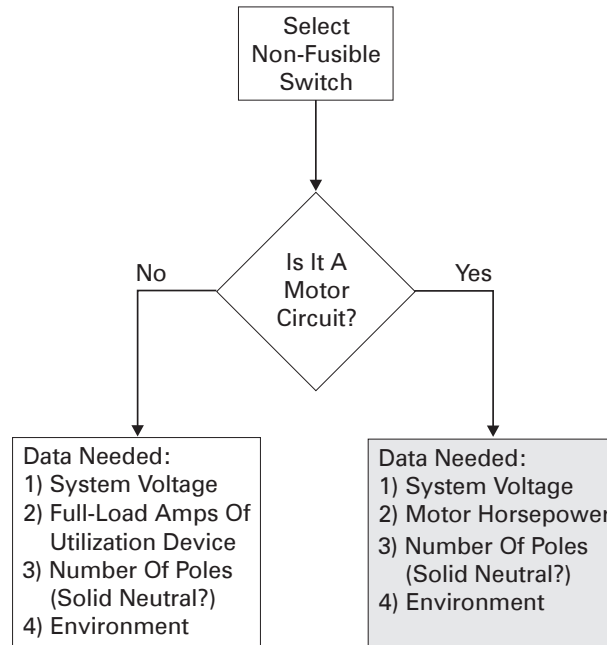 Select
Non-Fusible
Switch
Is It A
Motor
Circuit?
No
Yes
Data Needed:
1) System Voltage
2) Full-Load Amps Of
Utilization Device
3) Number Of Poles
(Solid Neutral?)
4) Environment
Data Needed:
1) System Voltage
2) Motor Horsepower
3) Number Of Poles
(Solid Neutral?)
4) Environment